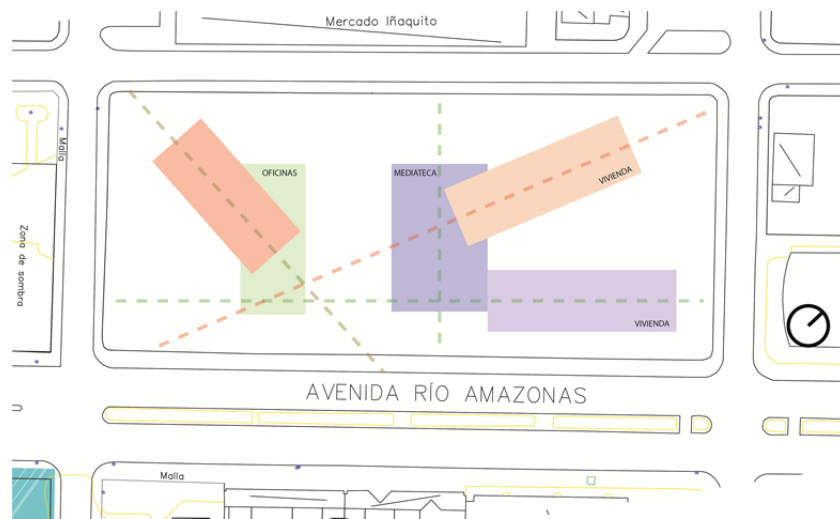 Mercado Iñaquito
Malla
OFICINAS
MEDIATECA
VIVIENDA
Zona de sombra
VIVIENDA
AVENIDA RÍO AMAZONAS
Malla